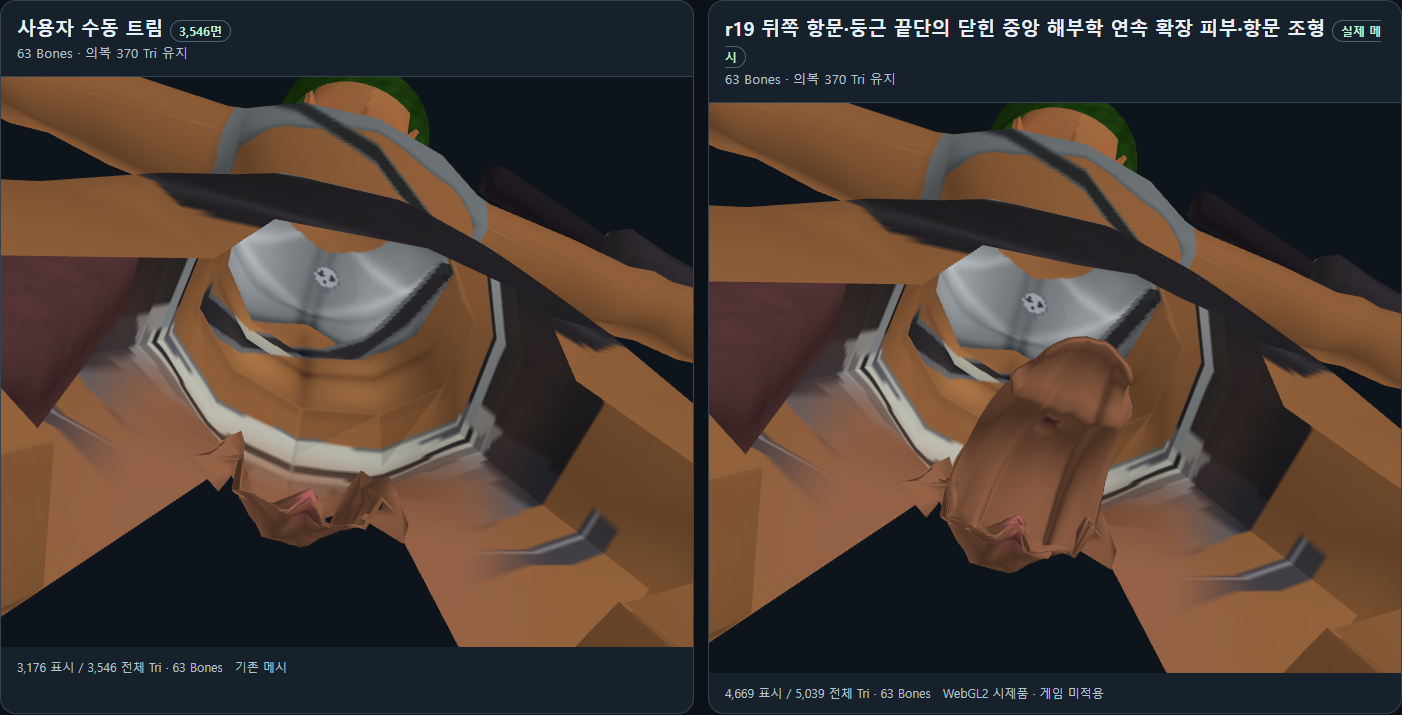 사용자 수동 트림 3,546면
63 Bones · 의복 370 Tri 유지
3,176 표시 / 3,546 전체 Tri · 63 Bones 기존 메시
r19 뒤쪽 항문·둥근 끝단의 닫힌 중앙 해부학 연속 확장 피부·항문 조형 실제 메
시
63 Bones · 의복 370 Tri 유지
4,669 표시 / 5,039 전체 Tri · 63 Bones WebGL2 시제품 · 게임 미적용